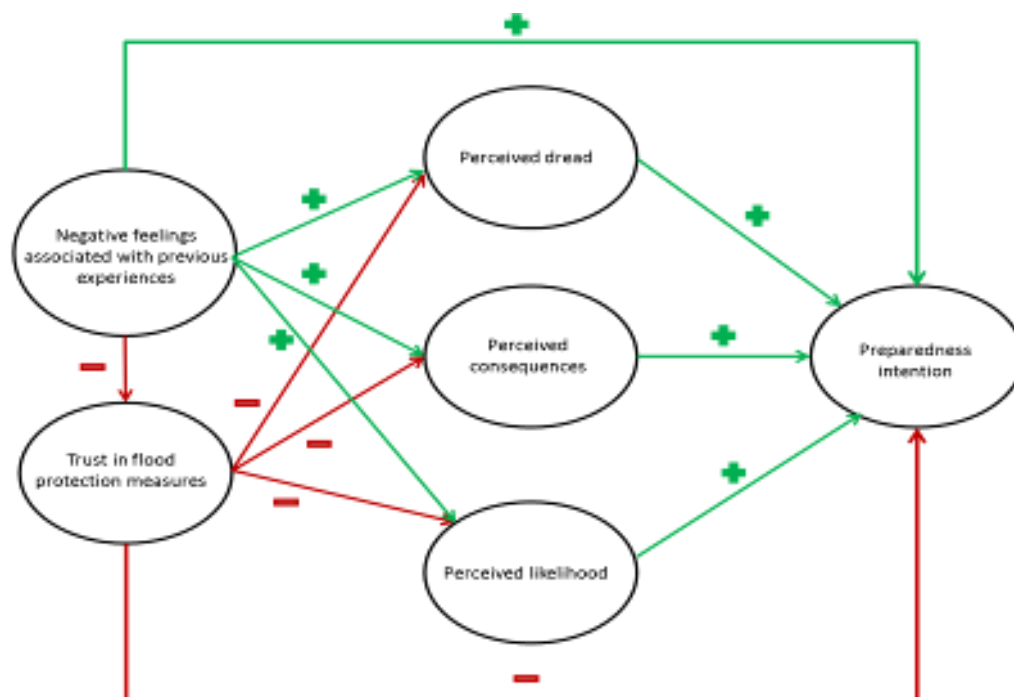 Perceived dread
Negative feelings
associated with previous
experiences
Perceived
consequences
Preparedness
intention
Trust in flood
protection measures
Perceived likelihood